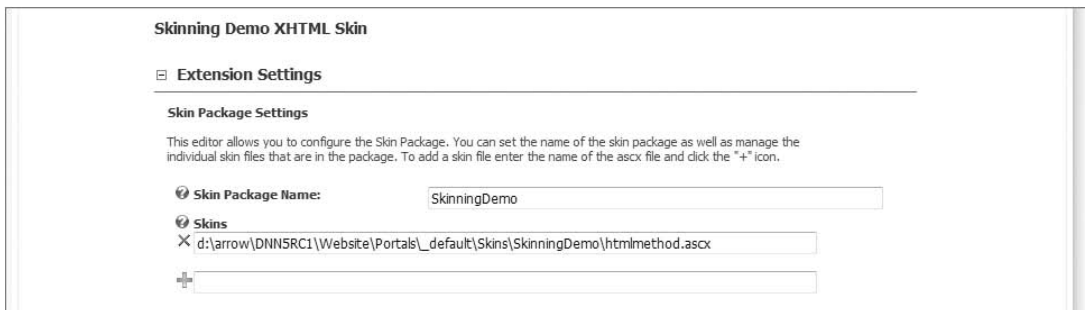 Skinning Demo XHTML Skin
Extension Settings
Skin Package Settings
This editor allows you to configure the Skin Package. You can set the name of the skin package as well as manage the
individual skin files that are in the package. To add a skin file enter the name of the ascx file and click the "+" icon.
Skin Package Name: SkinningDemo
Skins
d:\arrow\DNN5RC1\Website\Portals\_default\Skins\SkinningDemo\htmlmethod.ascx